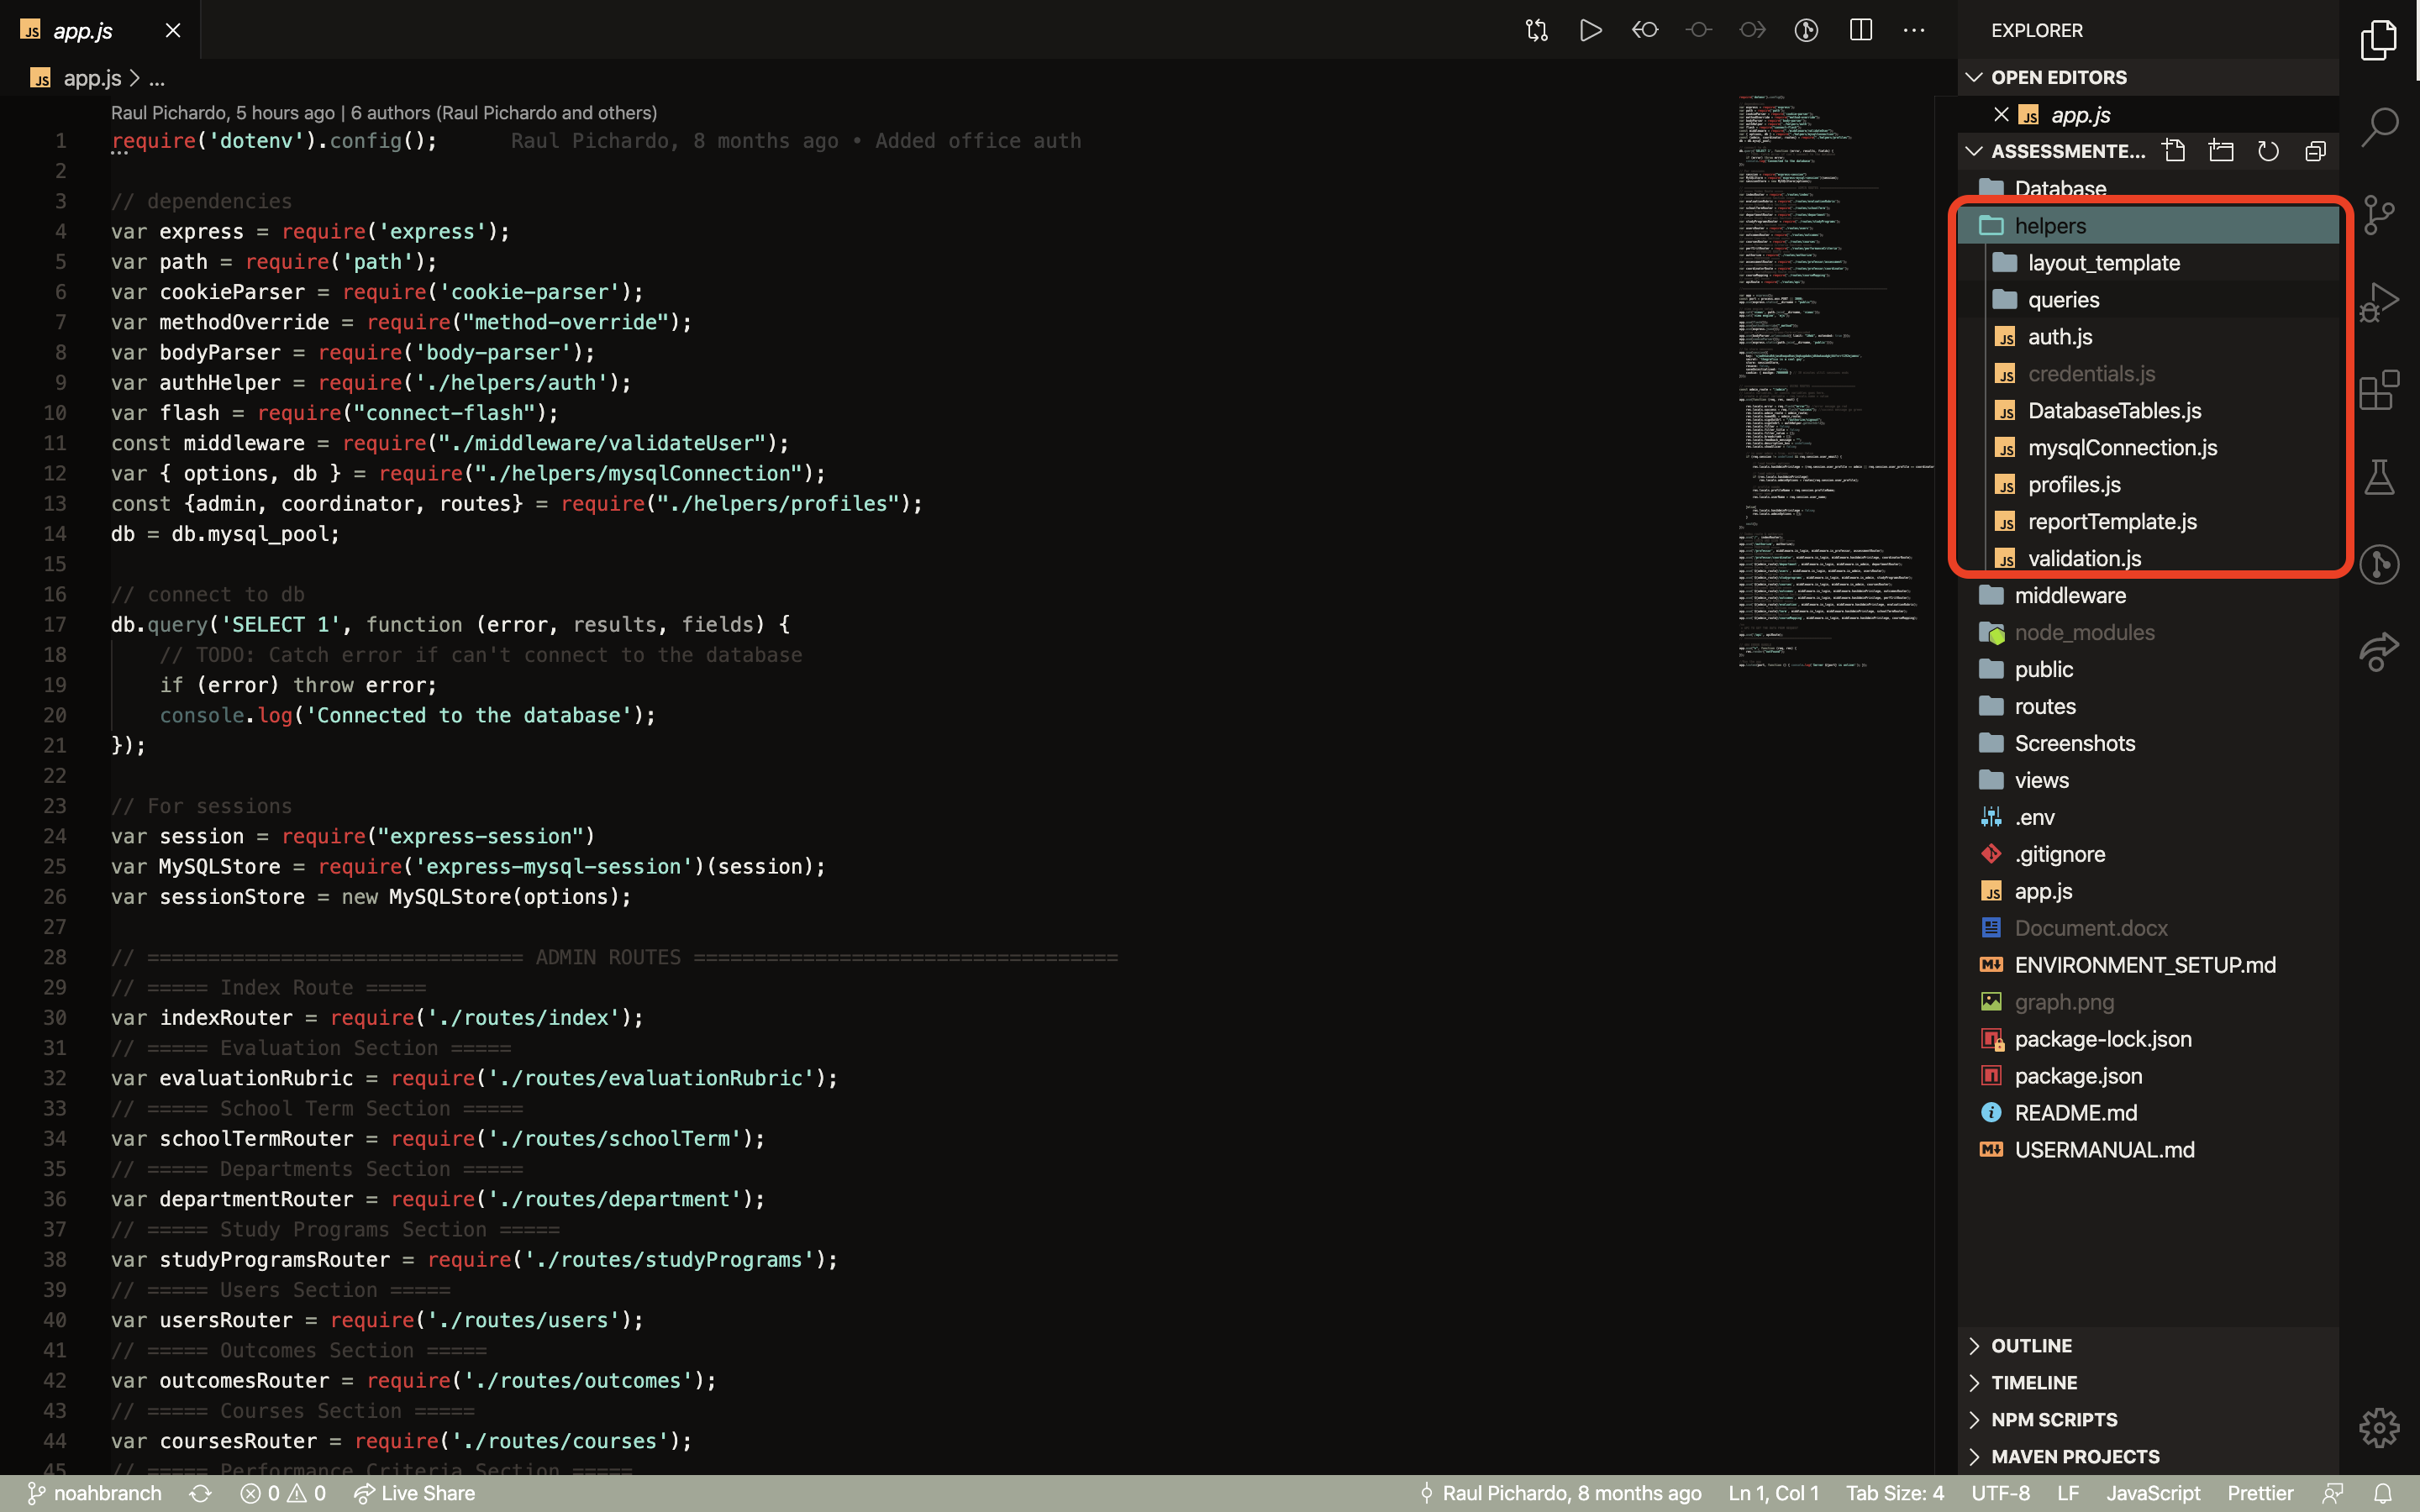 app.js
app.js > ...
Raul Pichardo, 5 hours ago | 6 authors (Raul Pichardo and others)
1 require('dotenv').config(); Raul Pichardo, 8 months ago • Added office auth
2
3 // dependencies
4 var express = require('express');
5 var path = require('path');
6 var cookieParser = require('cookie-parser');
7 var methodOverride = require("method-override");
8 var bodyParser = require('body-parser');
9 var authHelper = require('./helpers/auth');
10 var flash = require("connect-flash");
11 const middleware = require("./middleware/validateUser");
12 var { options, db } = require("./helpers/mysqlConnection");
13 const {admin, coordinator, routes} = require("./helpers/profiles");
14 db = db.mysql_pool;
15
16 // connect to db
17 db.query('SELECT 1', function (error, results, fields) {
18 // TODO: Catch error if can't connect to the database
19 if (error) throw error;
20 console.log('Connected to the database');
21 });
22
23 // For sessions
24 var session = require("express-session")
25 var MySQLStore = require('express-mysql-session')(session);
26 var sessionStore = new MySQLStore(options);
27
28 // =============================== ADMIN ROUTES ===================================
29 // ===== Index Route =====
30 var indexRouter = require('./routes/index');
31 // ===== Evaluation Section =====
32 var evaluationRubric = require('./routes/evaluationRubric');
33 // ===== School Term Section =====
34 var schoolTermRouter = require('./routes/schoolTerm');
35 // ===== Departments Section =====
36 var departmentRouter = require('./routes/department');
37 // ===== Study Programs Section =====
38 var studyProgramsRouter = require('./routes/studyPrograms');
39 // ===== Users Section =====
40 var usersRouter = require('./routes/users');
41 // ===== Outcomes Section =====
42 var outcomesRouter = require('./routes/outcomes');
43 // ===== Courses Section =====
44 var coursesRouter = require('./routes/courses');
45 // ===== Performance Criteria Section =====
EXPLORER
OPEN EDITORS
app.js
ASSESSMENTE...
Database
helpers
layout_template
queries
auth.js
credentials.js
DatabaseTables.js
mysqlConnection.js
profiles.js
reportTemplate.js
validation.js
middleware
node_modules
public
routes
Screenshots
views
.env
.gitignore
app.js
Document.docx
ENVIRONMENT_SETUP.md
graph.png
package-lock.json
package.json
README.md
USERMANUAL.md
OUTLINE
TIMELINE
NPM SCRIPTS
MAVEN PROJECTS
noahbranch 0 0 Live Share Raul Pichardo, 8 months ago Ln 1, Col 1 Tab Size: 4 UTF-8 LF JavaScript Prettier